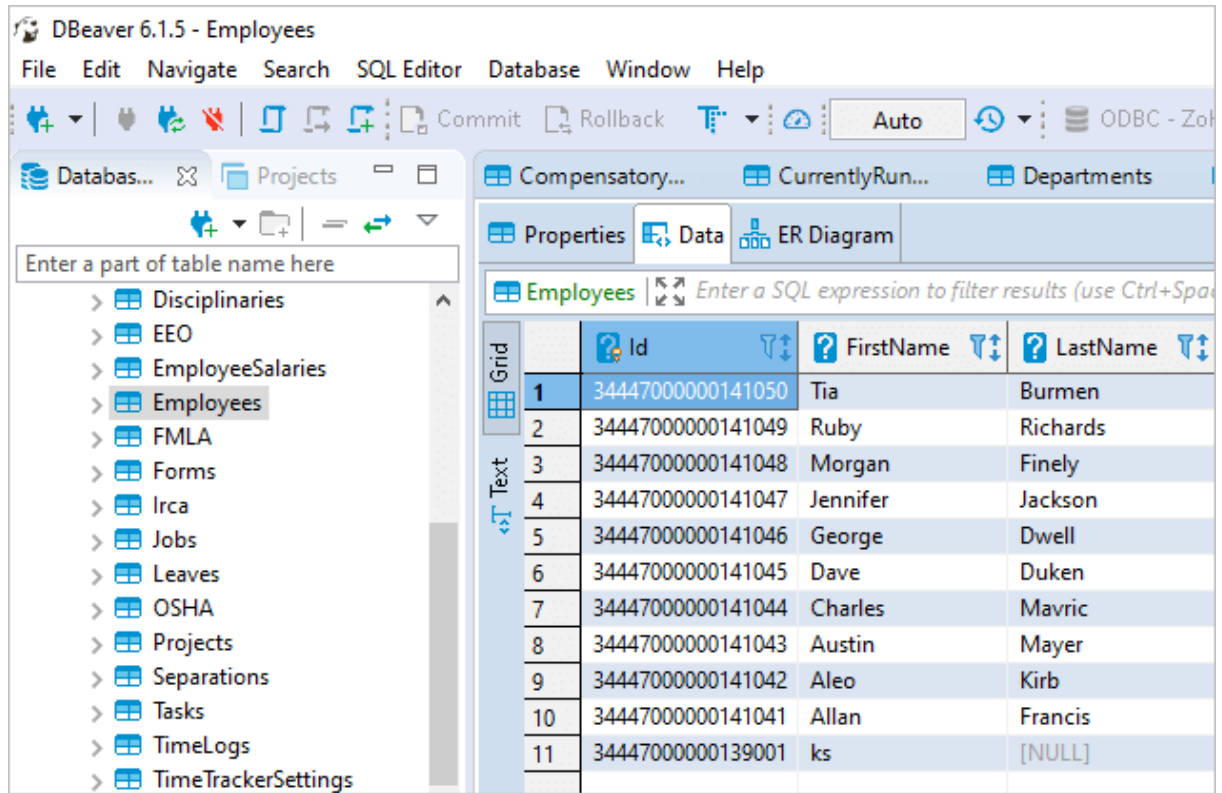 DBeaver 6.1.5 - Employees
File Edit Navigate Search SQL Editor Database Window Help
Commit Rollback Auto ODBC - Zoh
Databas... Projects
Enter a part of table name here
Disciplinaries
EEO
EmployeeSalaries
Employees
FMLA
Forms
Irca
Jobs
Leaves
OSHA
Projects
Separations
Tasks
TimeLogs
TimeTrackerSettings
Compensatory... CurrentlyRun... Departments
Properties Data ER Diagram
Employees Enter a SQL expression to filter results (use Ctrl+Spac
Grid
Text
Id FirstName LastName
1 34447000000141050 Tia Burmen
2 34447000000141049 Ruby Richards
3 34447000000141048 Morgan Finely
4 34447000000141047 Jennifer Jackson
5 34447000000141046 George Dwell
6 34447000000141045 Dave Duken
7 34447000000141044 Charles Mavric
8 34447000000141043 Austin Mayer
9 34447000000141042 Aleo Kirb
10 34447000000141041 Allan Francis
11 34447000000139001 ks [NULL]